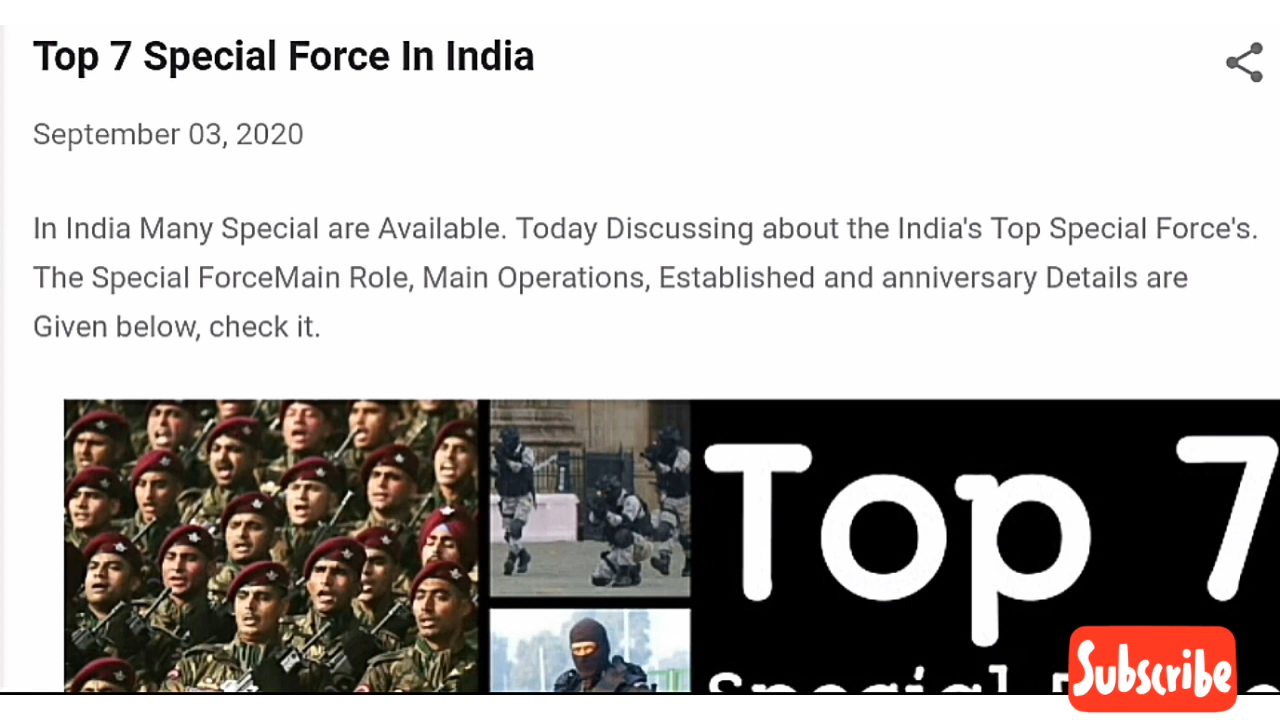 Top 7 Special Force In India
September 03, 2020
In India Many Special are Available. Today Discussing about the India's Top Special Force's.
The Special ForceMain Role, Main Operations, Established and anniversary Details are
Given below, check it.
Top 7
Special
Subscribe